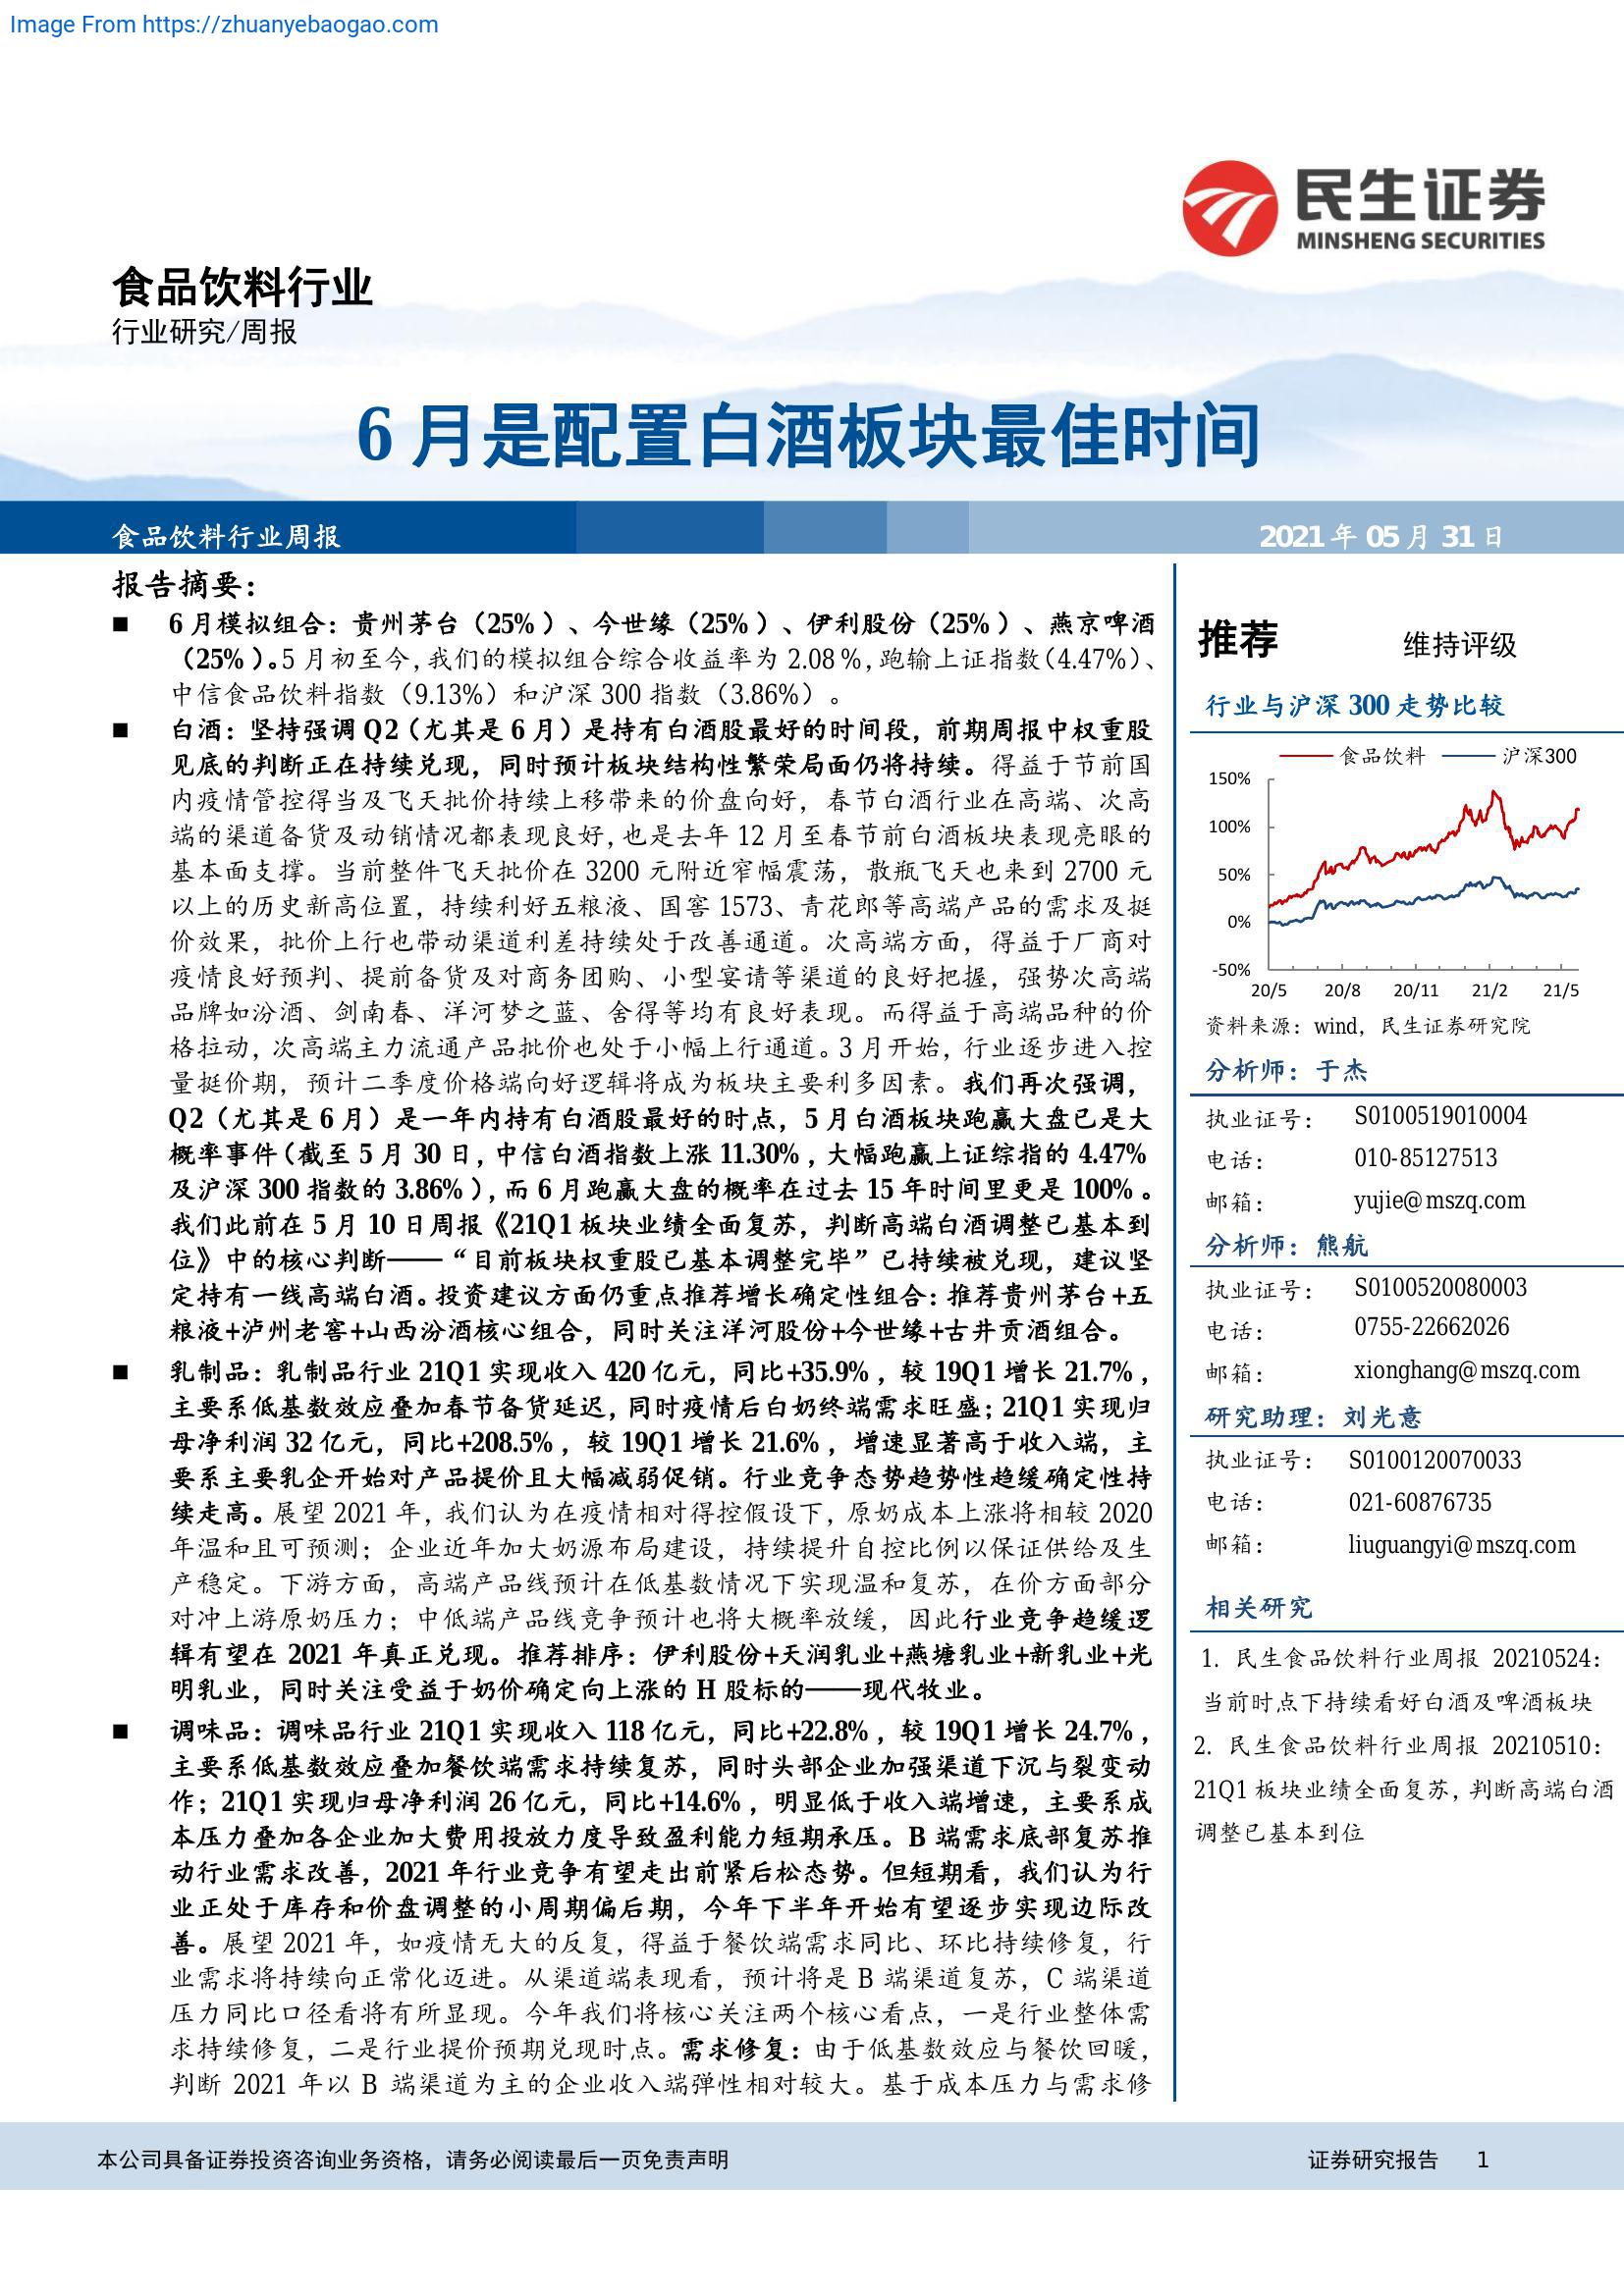 Image From https://zhuanyebaogao.com
民生证券
MINSHENG SECURITIES
食品饮料行业
行业研究/周报
6 月是配置白酒板块最佳时间
食品饮料行业周报
2021 年 05 月 31 日
报告摘要：
■ 6 月模拟组合：贵州茅台（25%）、今世缘（25%）、伊利股份（25%）、燕京啤酒
（25%）。5 月初至今，我们的模拟组合综合收益率为 2.08%，跑输上证指数（4.47%）、
中信食品饮料指数（9.13%）和沪深 300 指数（3.86%）。
■ 白酒：坚持强调 Q2（尤其是 6 月）是持有白酒股最好的时间段，前期周报中权重股
见底的判断正在持续兑现，同时预计板块结构性繁荣局面仍将持续。得益于节前国
内疫情管控得当及飞天批价持续上移带来的价盘向好，春节白酒行业在高端、次高
端的渠道备货及动销情况都表现良好，也是去年 12 月至春节前白酒板块表现亮眼的
基本面支撑。当前整件飞天批价在 3200 元附近窄幅震荡，散瓶飞天也来到 2700 元
以上的历史新高位置，持续利好五粮液、国窖 1573、青花郎等高端产品的需求及挺
价效果，批价上行也带动渠道利差持续处于改善通道。次高端方面，得益于厂商对
疫情良好预判、提前备货及对商务团购、小型宴请等渠道的良好把握，强势次高端
品牌如汾酒、剑南春、洋河梦之蓝、舍得等均有良好表现。而得益于高端品种的价
格拉动，次高端主力流通产品批价也处于小幅上行通道。3 月开始，行业逐步进入控
量挺价期，预计二季度价格端向好逻辑将成为板块主要利多因素。我们再次强调，
Q2（尤其是 6 月）是一年内持有白酒股最好的时点，5 月白酒板块跑赢大盘已是大
概率事件（截至 5 月 30 日，中信白酒指数上涨 11.30%，大幅跑赢上证综指的 4.47%
及沪深 300 指数的 3.86%），而 6 月跑赢大盘的概率在过去 15 年时间里更是 100%。
我们此前在 5 月 10 日周报《21Q1 板块业绩全面复苏，判断高端白酒调整已基本到
位》中的核心判断——“目前板块权重股已基本调整完毕”已持续被兑现，建议坚
定持有一线高端白酒。投资建议方面仍重点推荐增长确定性组合：推荐贵州茅台+五
粮液+泸州老窖+山西汾酒核心组合，同时关注洋河股份+今世缘+古井贡酒组合。
■ 乳制品：乳制品行业 21Q1 实现收入 420 亿元，同比+35.9%，较 19Q1 增长 21.7%，
主要系低基数效应叠加春节备货延迟，同时疫情后白奶终端需求旺盛；21Q1 实现归
母净利润 32 亿元，同比+208.5%，较 19Q1 增长 21.6%，增速显著高于收入端，主
要系主要乳企开始对产品提价且大幅减弱促销。行业竞争态势趋势性趋缓确定性持
续走高。展望 2021 年，我们认为在疫情相对得控假设下，原奶成本上涨将相较 2020
年温和且可预测；企业近年加大奶源布局建设，持续提升自控比例以保证供给及生
产稳定。下游方面，高端产品线预计在低基数情况下实现温和复苏，在价方面部分
对冲上游原奶压力；中低端产品线竞争预计也将大概率放缓，因此行业竞争趋缓逻
辑有望在 2021 年真正兑现。推荐排序：伊利股份+天润乳业+燕塘乳业+新乳业+光
明乳业，同时关注受益于奶价确定向上涨的 H 股标的——现代牧业。
■ 调味品：调味品行业 21Q1 实现收入 118 亿元，同比+22.8%，较 19Q1 增长 24.7%，
主要系低基数效应叠加餐饮端需求持续复苏，同时头部企业加强渠道下沉与裂变动
作；21Q1 实现归母净利润 26 亿元，同比+14.6%，明显低于收入端增速，主要系成
本压力叠加各企业加大费用投放力度导致盈利能力短期承压。B 端需求底部复苏推
动行业需求改善，2021 年行业竞争有望走出前紧后松态势。但短期看，我们认为行
业正处于库存和价盘调整的小周期偏后期，今年下半年开始有望逐步实现边际改
善。展望 2021 年，如疫情无大的反复，得益于餐饮端需求同比、环比持续修复，行
业需求将持续向正常化迈进。从渠道端表现看，预计将是 B 端渠道复苏，C 端渠道
压力同比口径看将有所显现。今年我们将核心关注两个核心看点，一是行业整体需
求持续修复，二是行业提价预期兑现时点。需求修复：由于低基数效应与餐饮回暖，
判断 2021 年以 B 端渠道为主的企业收入端弹性相对较大。基于成本压力与需求修
推荐 维持评级
行业与沪深 300 走势比较
食品饮料 沪深300
150%
100%
50%
0%
-50%
20/5 20/8 20/11 21/2 21/5
资料来源：wind，民生证券研究院
分析师：于杰
执业证号： S0100519010004
电话： 010-85127513
邮箱： yujie@mszq.com
分析师：熊航
执业证号： S0100520080003
电话： 0755-22662026
邮箱： xionghang@mszq.com
研究助理：刘光意
执业证号： S0100120070033
电话： 021-60876735
邮箱： liuguangyi@mszq.com
相关研究
1. 民生食品饮料行业周报 20210524：
当前时点下持续看好白酒及啤酒板块
2. 民生食品饮料行业周报 20210510：
21Q1 板块业绩全面复苏，判断高端白酒
调整已基本到位
本公司具备证券投资咨询业务资格，请务必阅读最后一页免责声明
证券研究报告 1